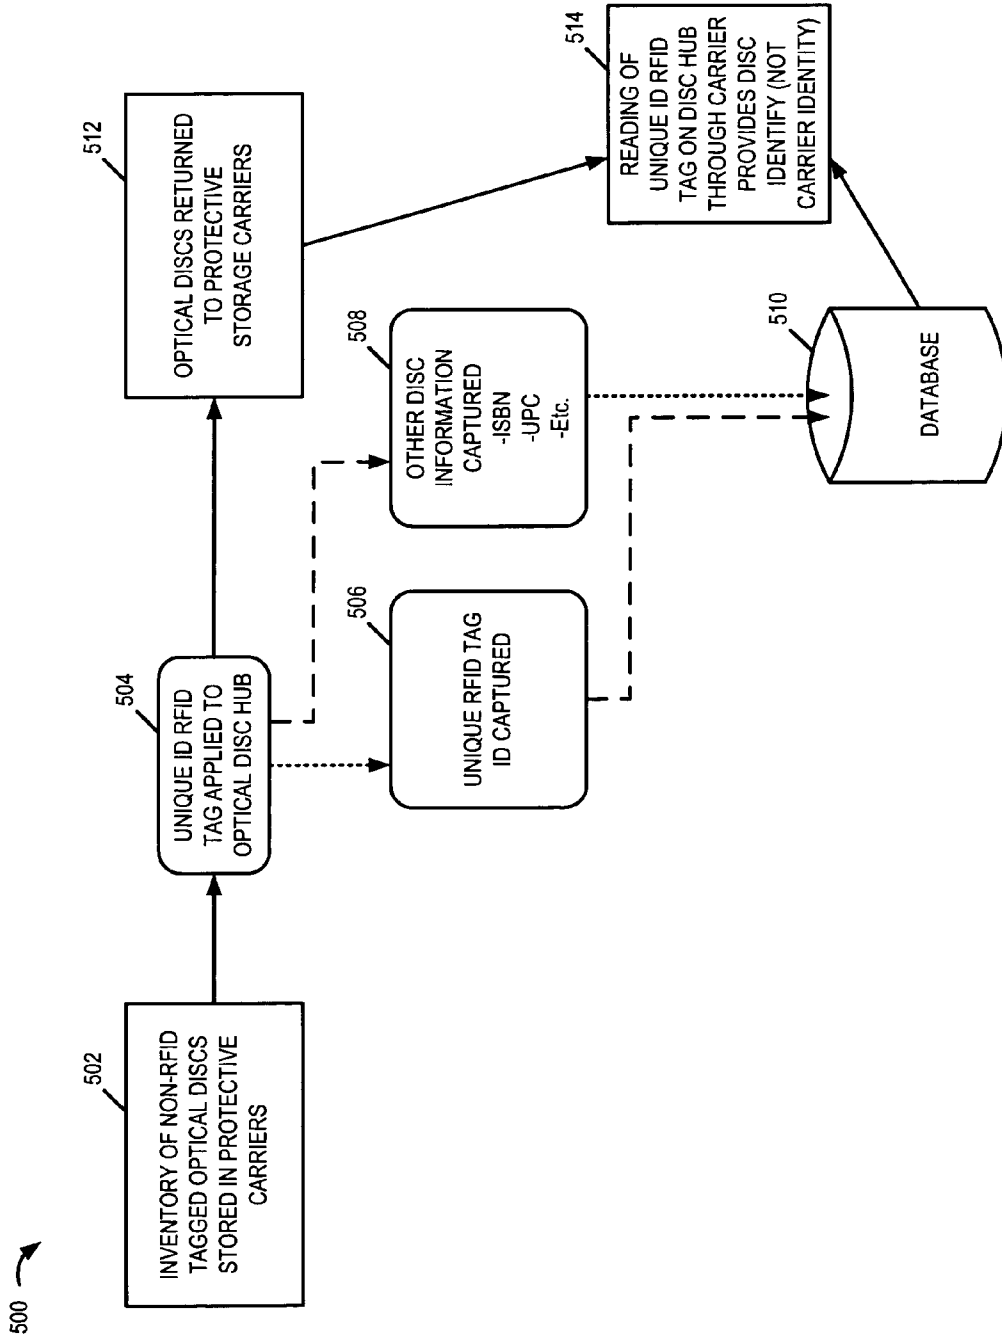 500
502
INVENTORY OF NON-RFID
TAGGED OPTICAL DISCS
STORED IN PROTECTIVE
CARRIERS
504
UNIQUE ID RFID
TAG APPLIED TO
OPTICAL DISC HUB
506
UNIQUE RFID TAG
ID CAPTURED
508
OTHER DISC
INFORMATION
CAPTURED
-ISBN
-UPC
-Etc.
510
DATABASE
512
OPTICAL DISCS RETURNED
TO PROTECTIVE
STORAGE CARRIERS
514
READING OF
UNIQUE ID RFID
TAG ON DISC HUB
THROUGH CARRIER
PROVIDES DISC
IDENTIFY (NOT
CARRIER IDENTITY)